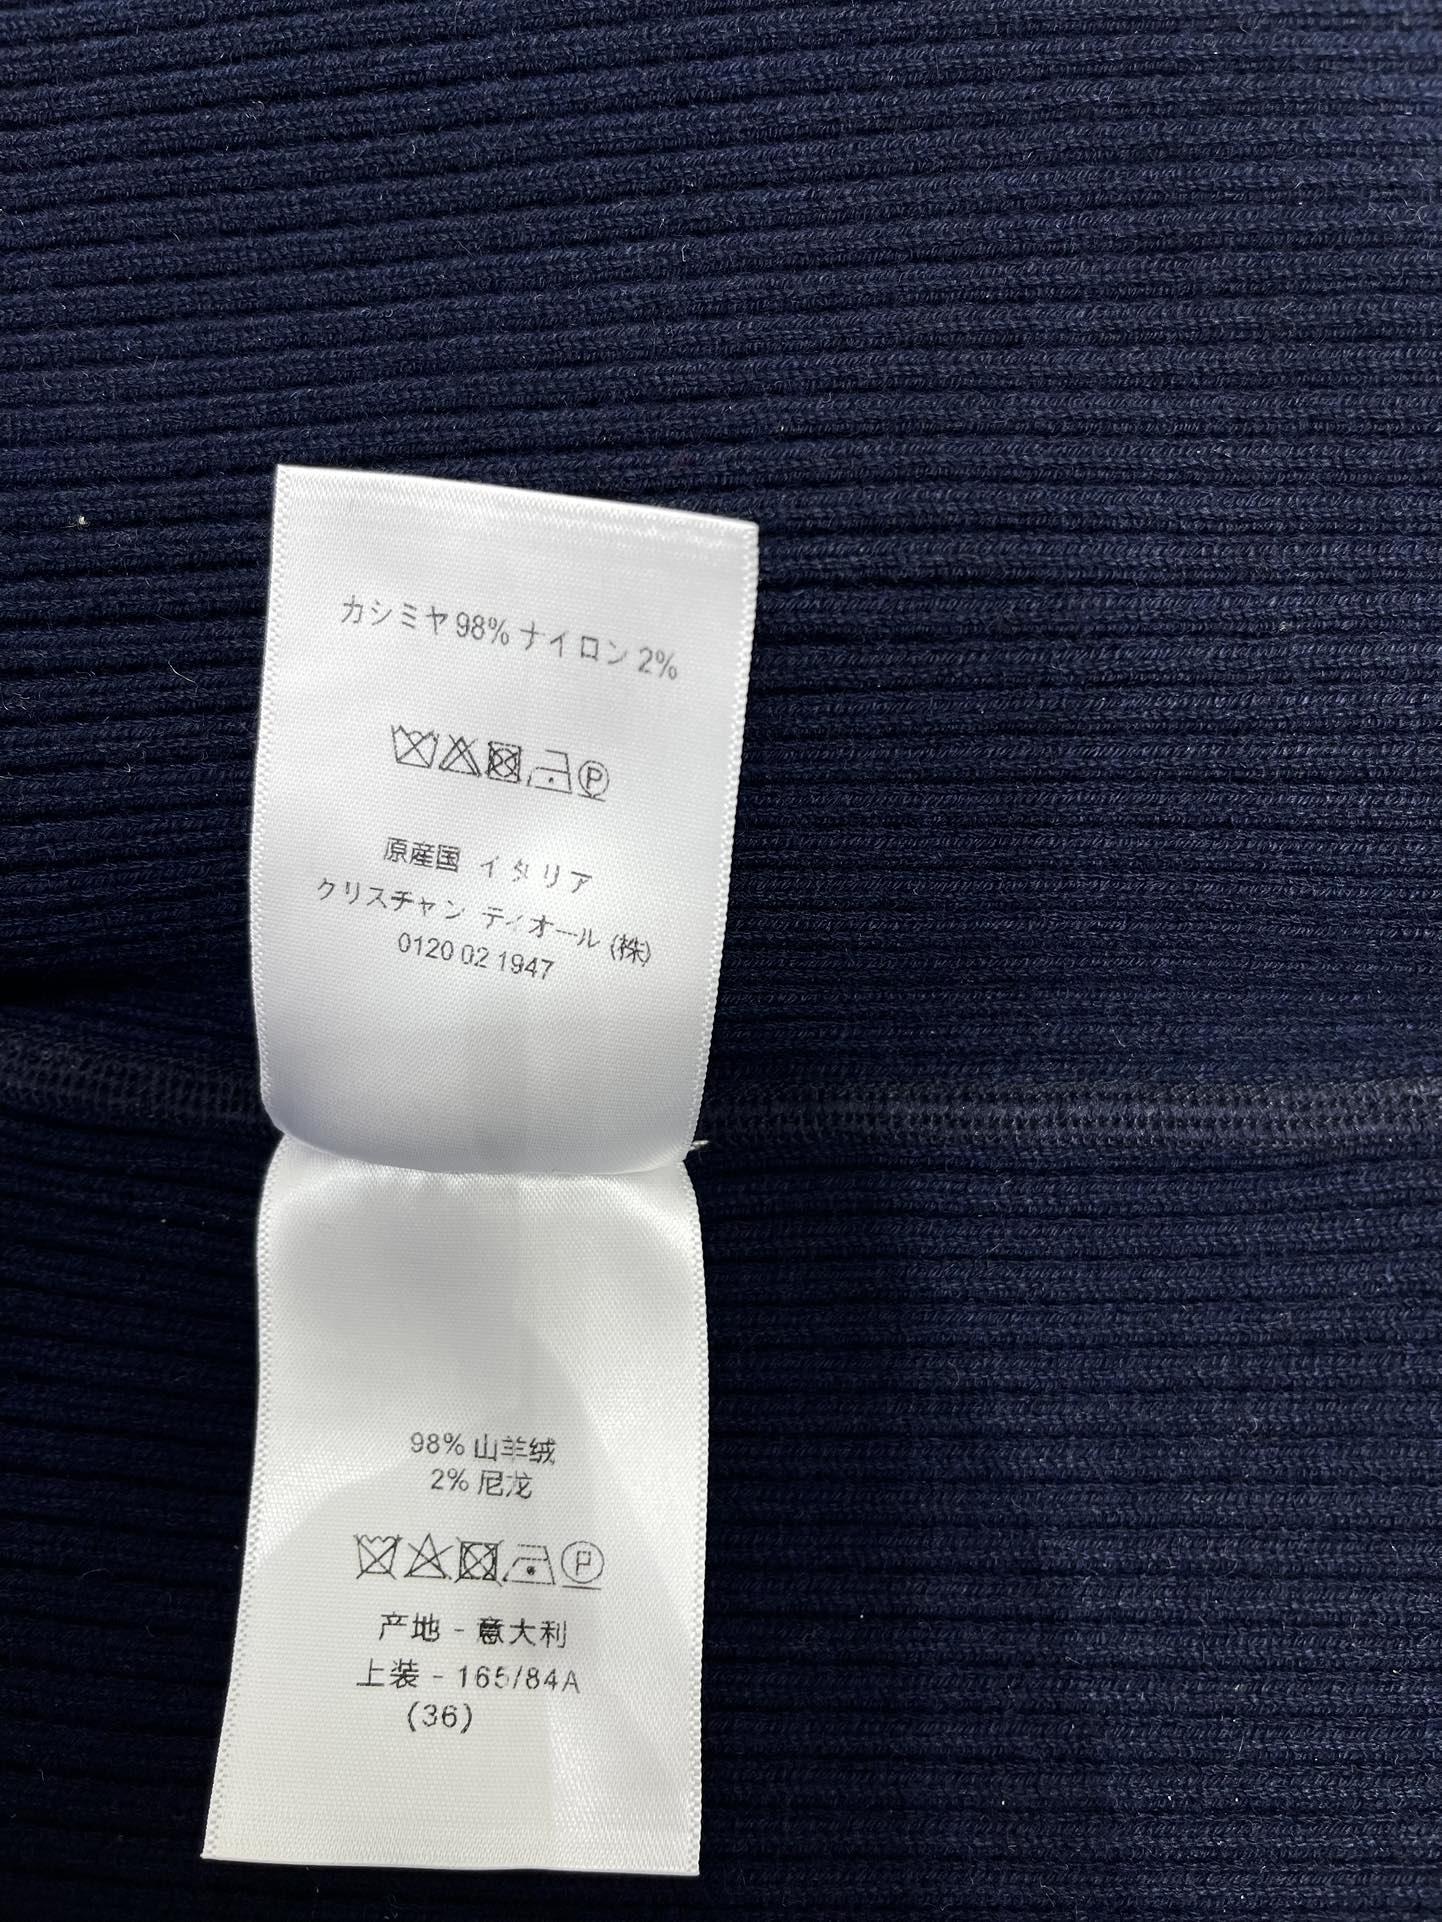 カシミヤ 98% ナイロン 2%
P
原産国 イタリア
クリスチャン ディオール (株)
0120 02 1947
98% 山羊绒
2% 尼龙
P
产地 - 意大利
上装 - 165/84A
(36)